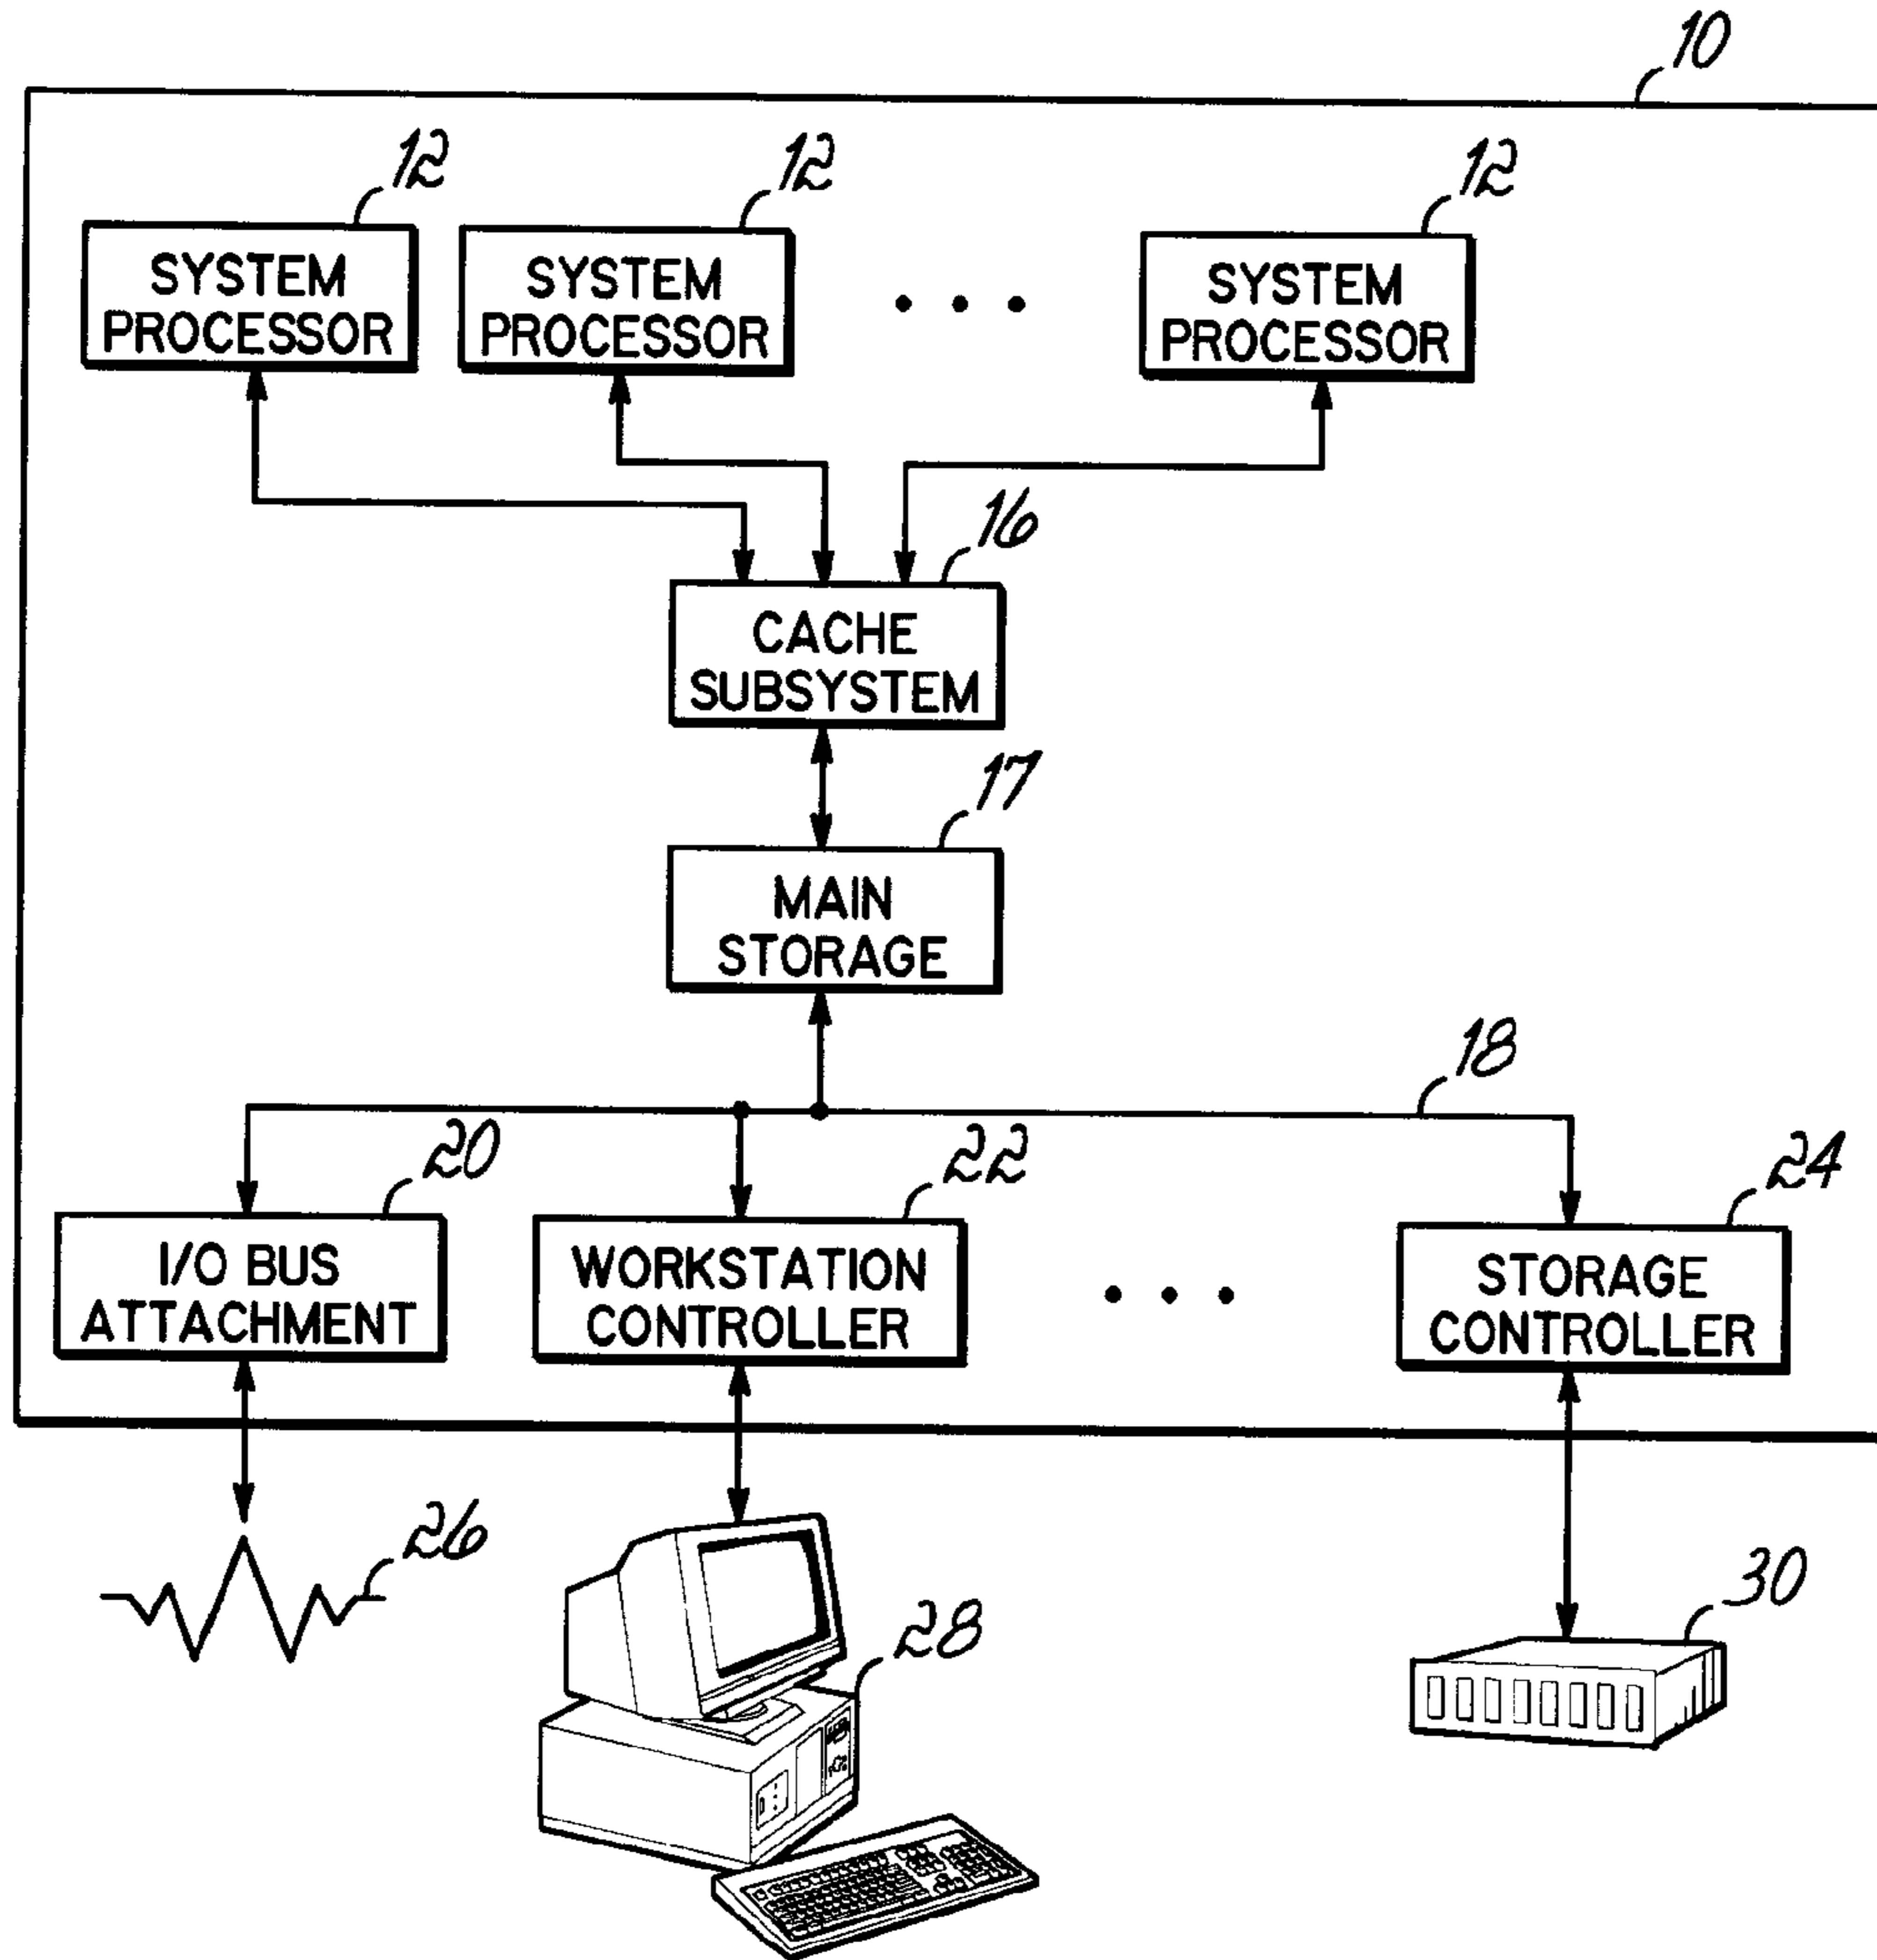 10
12
12
12
SYSTEM
PROCESSOR
SYSTEM
PROCESSOR
SYSTEM
PROCESSOR
16
CACHE
SUBSYSTEM
17
MAIN
STORAGE
18
20
22
24
I/O BUS
ATTACHMENT
WORKSTATION
CONTROLLER
STORAGE
CONTROLLER
26
28
30